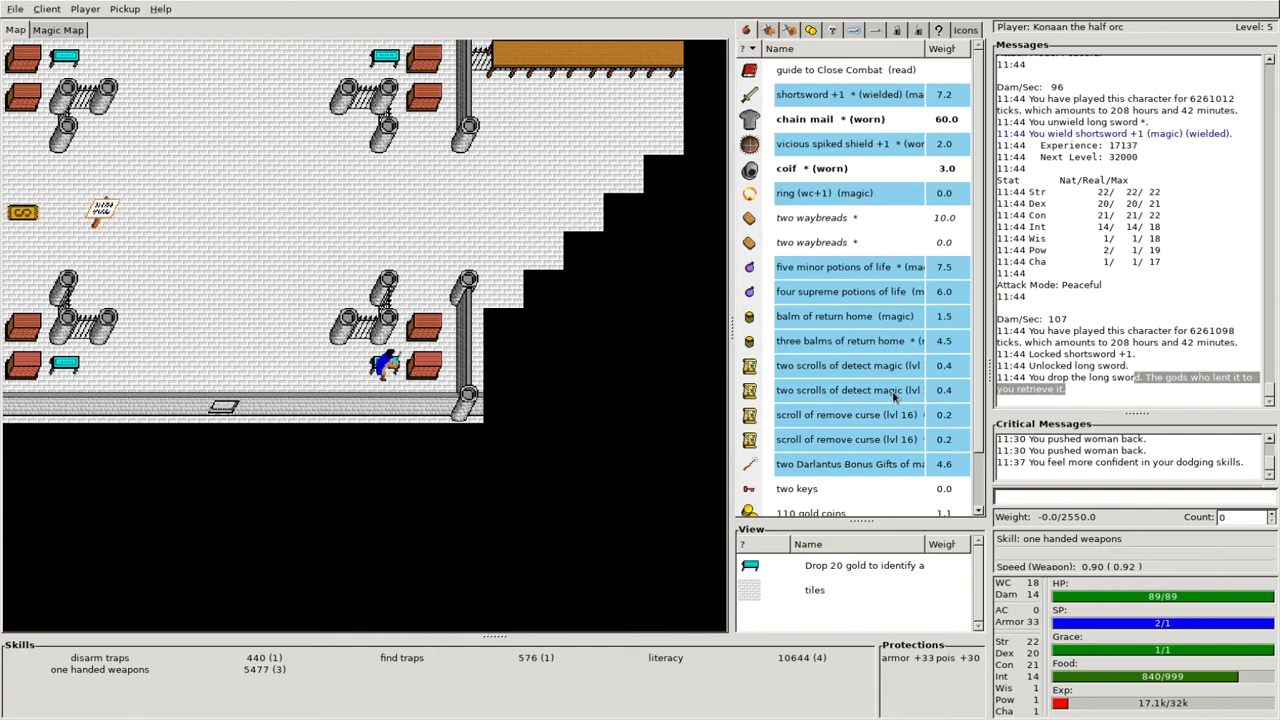 File Client Player Pickup Help
Map Magic Map
Icons
? Name Weigh
guide to Close Combat (read)
shortsword +1 * (wielded) (ma 7.2
chain mail * (worn) 60.0
vicious spiked shield +1 * (wor 2.0
coif * (worn) 3.0
ring (wc+1) (magic) 0.0
two waybreads * 10.0
two waybreads * 0.0
five minor potions of life * (ma 7.5
four supreme potions of life (m 6.0
balm of return home (magic) 1.5
three balms of return home * (r 4.5
two scrolls of detect magic (lvl 0.4
two scrolls of detect magic (lvl 0.4
scroll of remove curse (lvl 16) 0.2
scroll of remove curse (lvl 16) 0.2
two Darlantus Bonus Gifts of ma 4.6
two keys 0.0
110 gold coins 1.1
View
? Name Weigh
Drop 20 gold to identify a
tiles
Player: Konaan the half orc Level: 5
Messages
11:44
Dam/Sec: 96
11:44 You have played this character for 6261012
ticks, which amounts to 208 hours and 42 minutes.
11:44 You unwield long sword *.
11:44 You wield shortsword +1 (magic) (wielded).
11:44 Experience: 17137
11:44 Next Level: 32000
11:44
Stat Nat/Real/Max
11:44 Str 22/ 22/ 22
11:44 Dex 20/ 20/ 21
11:44 Con 21/ 21/ 22
11:44 Int 14/ 14/ 18
11:44 Wis 1/ 1/ 18
11:44 Pow 2/ 1/ 19
11:44 Cha 1/ 1/ 17
11:44
Attack Mode: Peaceful
11:44
Dam/Sec: 107
11:44 You have played this character for 6261098
ticks, which amounts to 208 hours and 42 minutes.
11:44 Locked shortsword +1.
11:44 Unlocked long sword.
11:44 You drop the long sword. The gods who lent it to
you retrieve it.
Critical Messages
11:30 You pushed woman back.
11:30 You pushed woman back.
11:37 You feel more confident in your dodging skills.
Weight: -0.0/2550.0 Count: 0
Skill: one handed weapons
Speed (Weapon): 0.90 ( 0.92 )
WC 18
Dam 14
AC 0
Armor 33
Str 22
Dex 20
Con 21
Int 14
Wis 1
Pow 1
Cha 1
HP:
89/89
SP:
2/1
Grace:
1/1
Food:
840/999
Exp:
17.1k/32k
Skills
disarm traps 440 (1) find traps 576 (1) literacy 10644 (4)
one handed weapons 5477 (3)
Protections
armor +33 pois +30